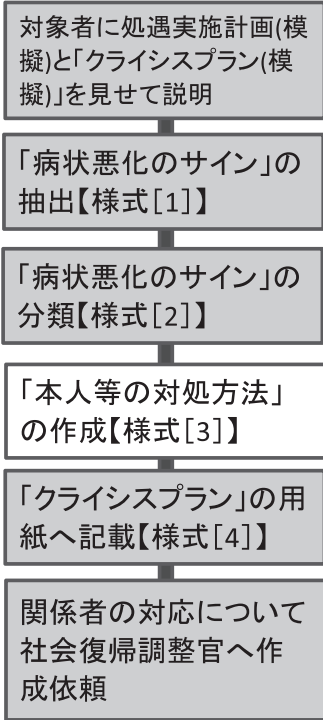 対象者に処遇実施計画(模
擬)と「クライシスプラン(模
擬)」を見せて説明
「病状悪化のサイン」の
抽出【様式[1]】
「病状悪化のサイン」の
分類【様式[2]】
「本人等の対処方法」
の作成【様式[3]】
「クライシスプラン」の用
紙へ記載【様式[4]】
関係者の対応について
社会復帰調整官へ作
成依頼